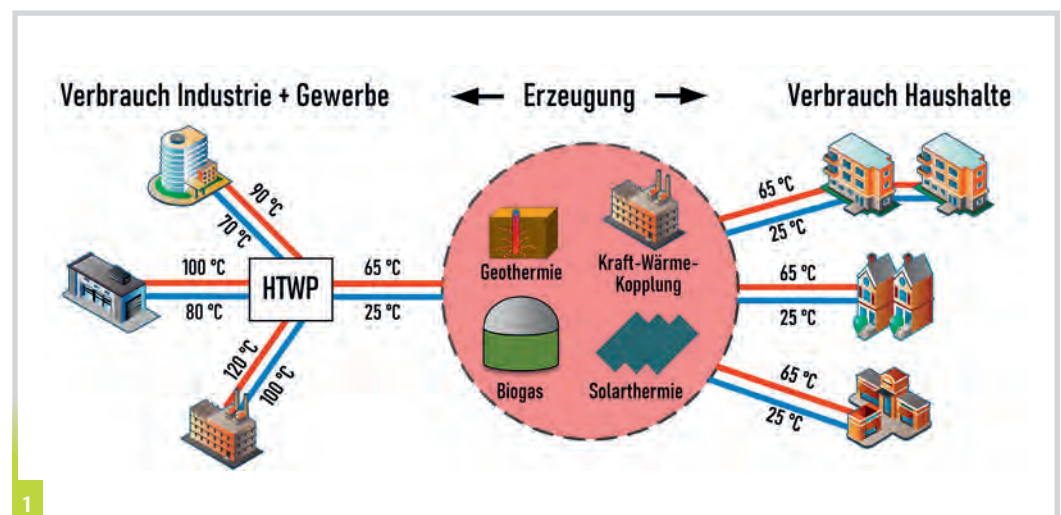 Verbrauch Industrie + Gewerbe
Erzeugung
Verbrauch Haushalte
90 °C
70 °C
100 °C
80 °C
HTWP
65 °C
25 °C
120 °C
100 °C
Geothermie
Kraft-Wärme-
Kopplung
Biogas
Solarthermie
65 °C
25 °C
65 °C
25 °C
65 °C
25 °C
1